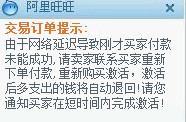 阿里旺旺
交易订单提示:
由于网络延迟导致刚才买家付款
未能成功,请卖家联系买家重新
下单付款,重新购买激活，激活
后多支出的钱将自动退回!请您
通知买家在短时间内完成激活!